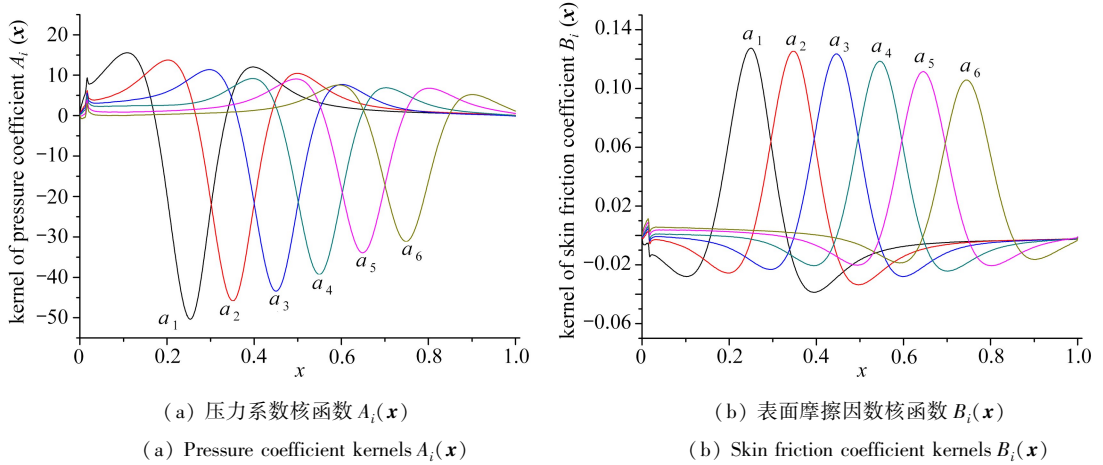 kernel of pressure coefficient A_i (x)
20
10
0
−10
−20
−30
−40
−50
a_1
a_2
a_3
a_4
a_5
a_6
0 0.2 0.4 0.6 0.8 1.0
x
(a) 压力系数核函数 A_i(x)
(a) Pressure coefficient kernels A_i(x)
kernel of skin friction coefficient B_i (x)
0.14
0.10
0.06
0.02
−0.02
−0.06
a_1
a_2
a_3
a_4
a_5
a_6
0 0.2 0.4 0.6 0.8 1.0
x
(b) 表面摩擦因数核函数 B_i(x)
(b) Skin friction coefficient kernels B_i(x)